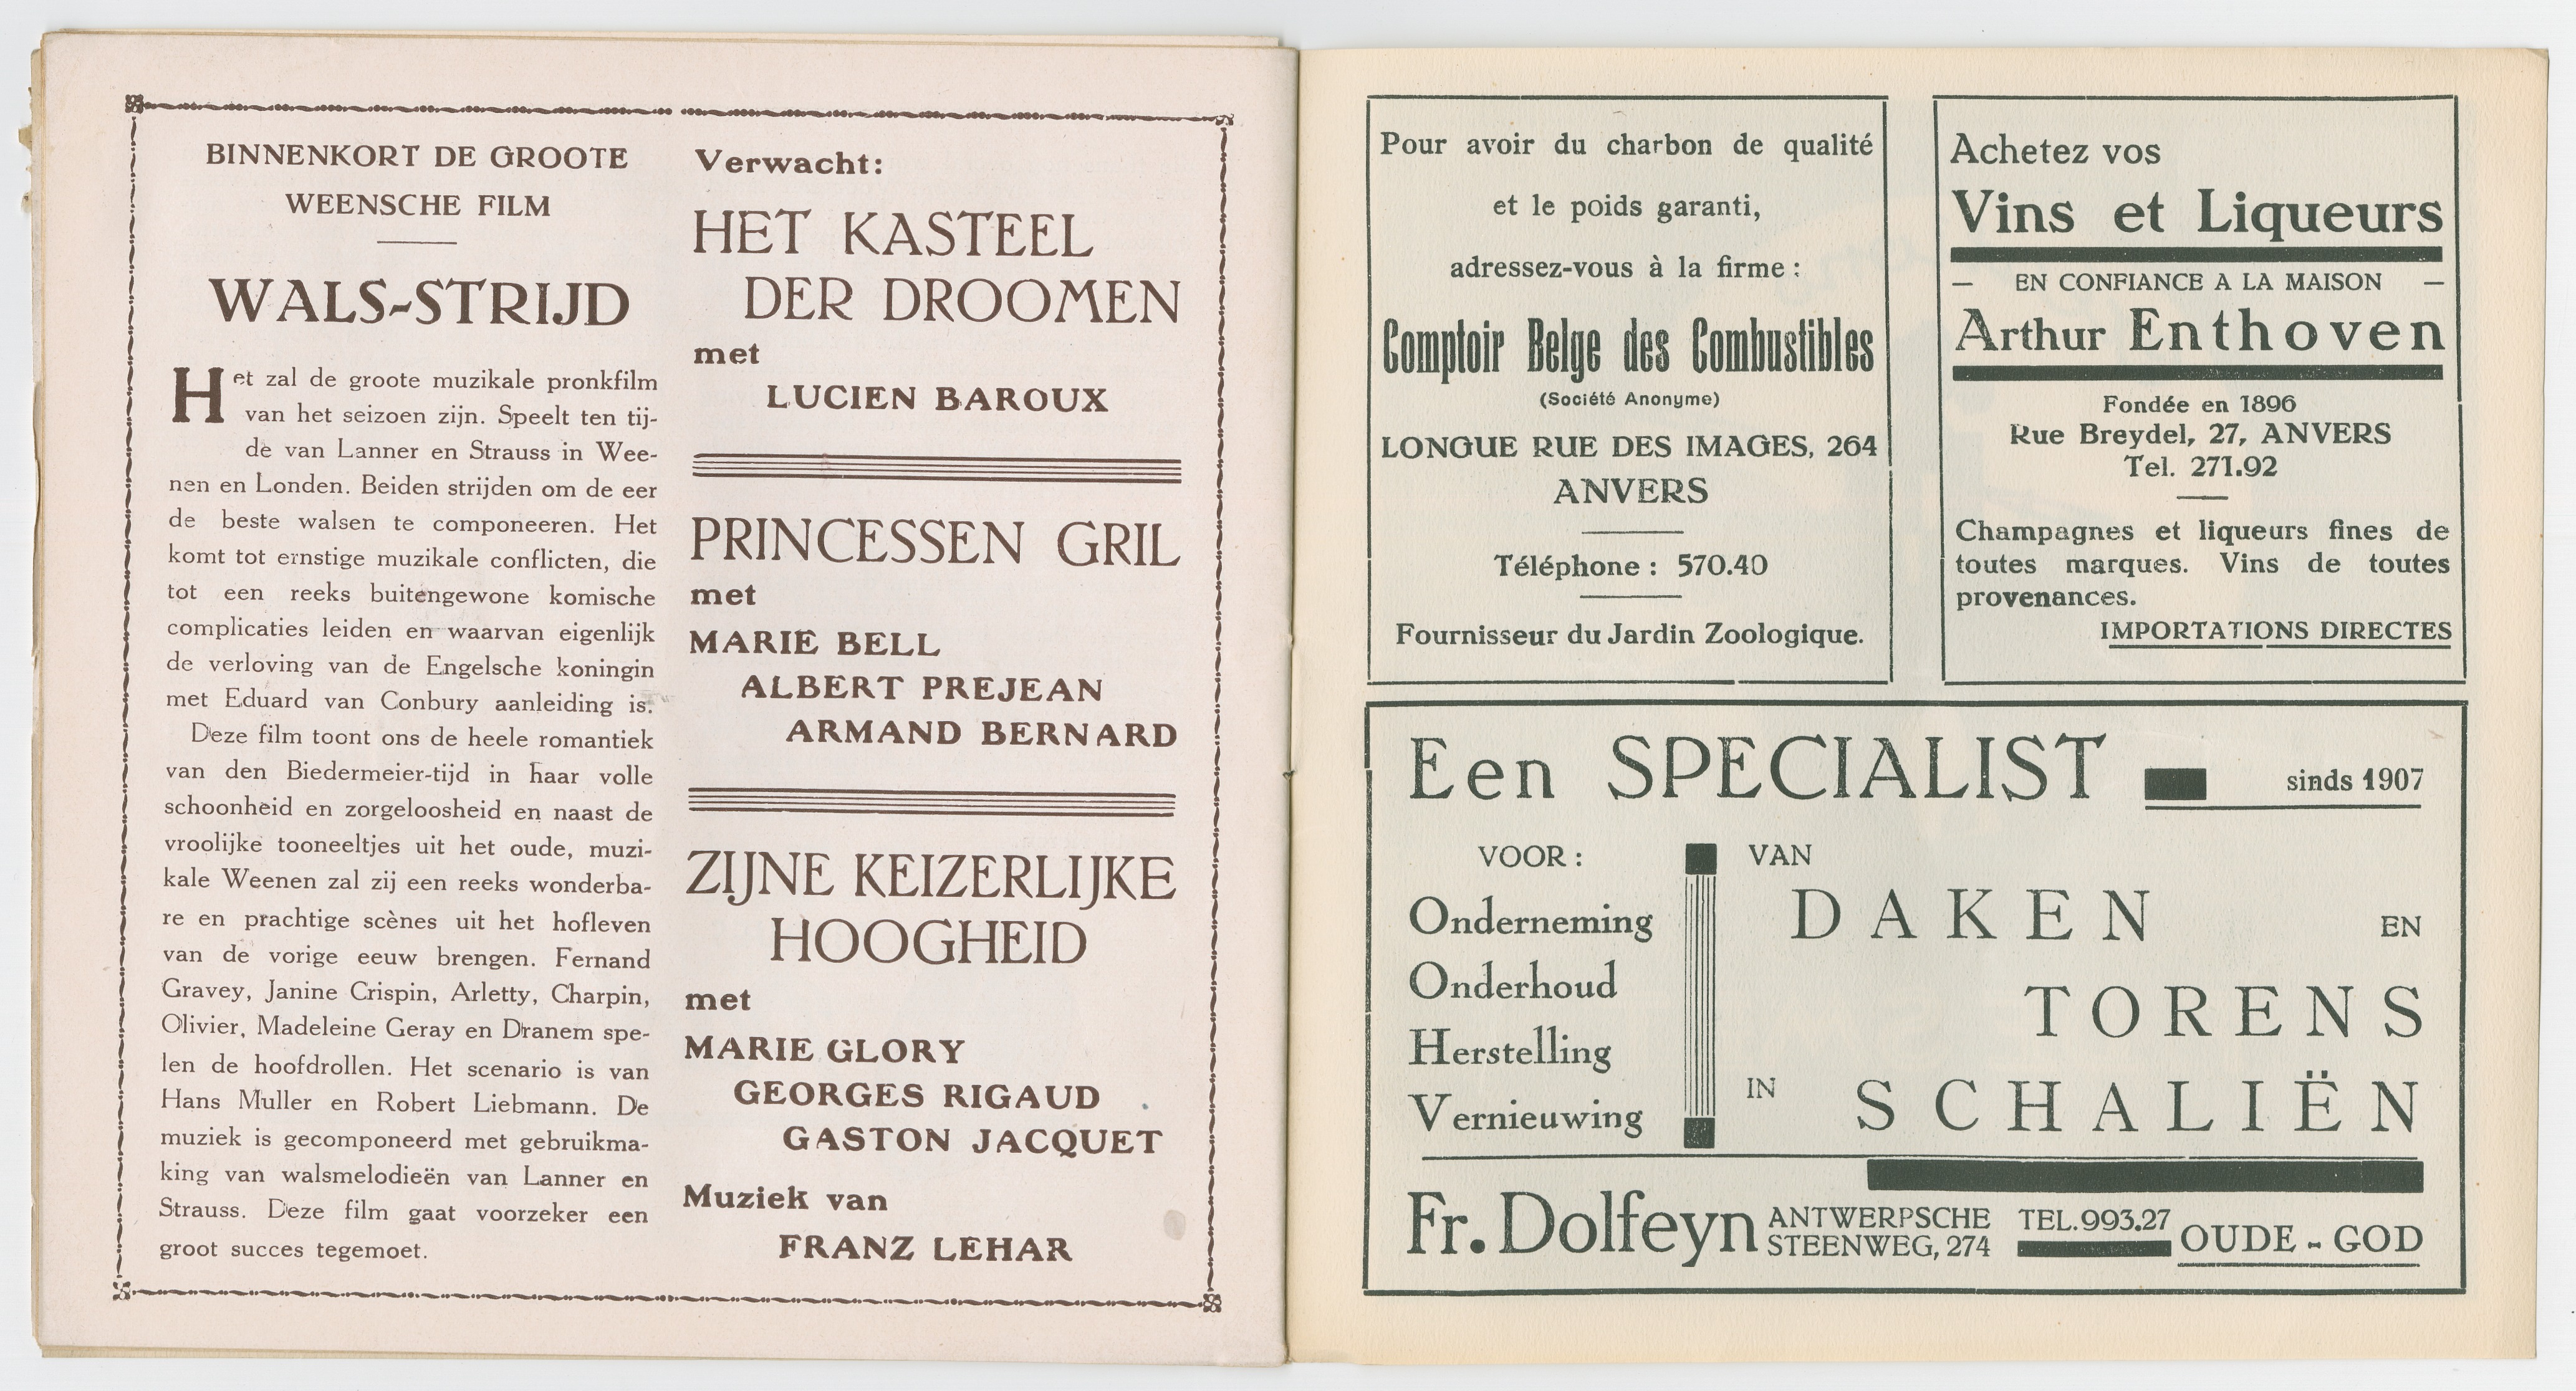 BINNENKORT DE GROOTE
WEENSCHE FILM
WALS-STRIJD
Het zal de groote muzikale pronkfilm
van het seizoen zijn. Speelt ten tij-
de van Lanner en Strauss in Wee-
nen en Londen. Beiden strijden om de eer
de beste walsen te componeeren. Het
komt tot ernstige muzikale conflicten, die
tot een reeks buitengewone komische
complicaties leiden en waarvan eigenlijk
de verloving van de Engelsche koningin
met Eduard van Conbury aanleiding is.
Deze film toont ons de heele romantiek
van den Biedermeier-tijd in haar volle
schoonheid en zorgeloosheid en naast de
vroolijke tooneeltjes uit het oude, muzi-
kale Weenen zal zij een reeks wonderba-
re en prachtige scènes uit het hofleven
van de vorige eeuw brengen. Fernand
Gravey, Janine Crispin, Arletty, Charpin,
Olivier, Madeleine Geray en Dranem spe-
len de hoofdrollen. Het scenario is van
Hans Muller en Robert Liebmann. De
muziek is gecomponeerd met gebruikma-
king van walsmelodieën van Lanner en
Strauss. Deze film gaat voorzeker een
groot succes tegemoet.
Verwacht:
HET KASTEEL
DER DROOMEN
met
LUCIEN BAROUX
PRINCESSEN GRIL
met
MARIE BELL
ALBERT PREJEAN
ARMAND BERNARD
ZIJNE KEIZERLIJKE
HOOGHEID
met
MARIE GLORY
GEORGES RIGAUD
GASTON JACQUET
Muziek van
FRANZ LEHAR
Pour avoir du charbon de qualité
et le poids garanti,
adressez-vous à la firme :
Comptoir Belge des Combustibles
(Société Anonyme)
LONGUE RUE DES IMAGES, 264
ANVERS
Téléphone : 570.40
Fournisseur du Jardin Zoologique.
Achetez vos
Vins et Liqueurs
— EN CONFIANCE A LA MAISON —
Arthur Enthoven
Fondée en 1896
Rue Breydel, 27, ANVERS
Tel. 271.92
Champagnes et liqueurs fines de
toutes marques. Vins de toutes
provenances.
IMPORTATIONS DIRECTES
Een SPECIALIST sinds 1907
VOOR :
Onderneming
Onderhoud
Herstelling
Vernieuwing
VAN
DAKEN EN
TORENS
IN SCHALIËN
Fr. Dolfeyn ANTWERPSCHE
STEENWEG, 274
TEL. 993.27
OUDE - GOD